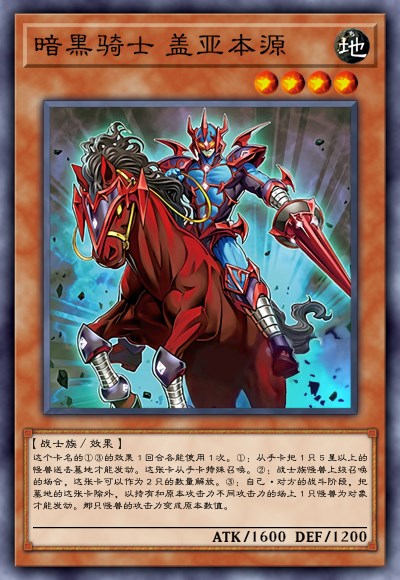 暗黑骑士 盖亚本源
地
【战士族／效果】
这个卡名的①③的效果1回合各能使用1次。①：从手卡把1只5星以上的
怪兽送去墓地才能发动。这张卡从手卡特殊召唤。②：战士族怪兽上级召唤
的场合，这张卡可以作为2只的数量解放。③：自己·对方的战斗阶段，把
墓地的这张卡除外，以持有和原本攻击力不同攻击力的场上1只怪兽为对象
才能发动。那只怪兽的攻击力变成原本数值。
ATK/1600 DEF/1200